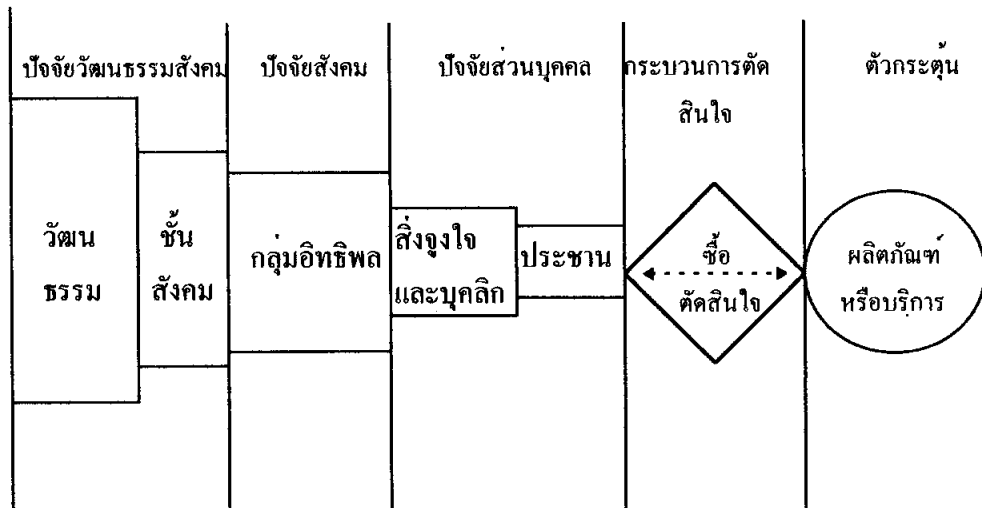 ปัจจัยวัฒนธรรมสังคม
ปัจจัยสังคม
ปัจจัยส่วนบุคคล
กระบวนการตัด
สินใจ
ตัวกระตุ้น
วัฒน
ธรรม
ชั้น
สังคม
กลุ่มอิทธิพล
สิ่งจูงใจ
และบุคลิก
ประชาน
ซื้อ
ตัดสินใจ
ผลิตภัณฑ์
หรือบริการ